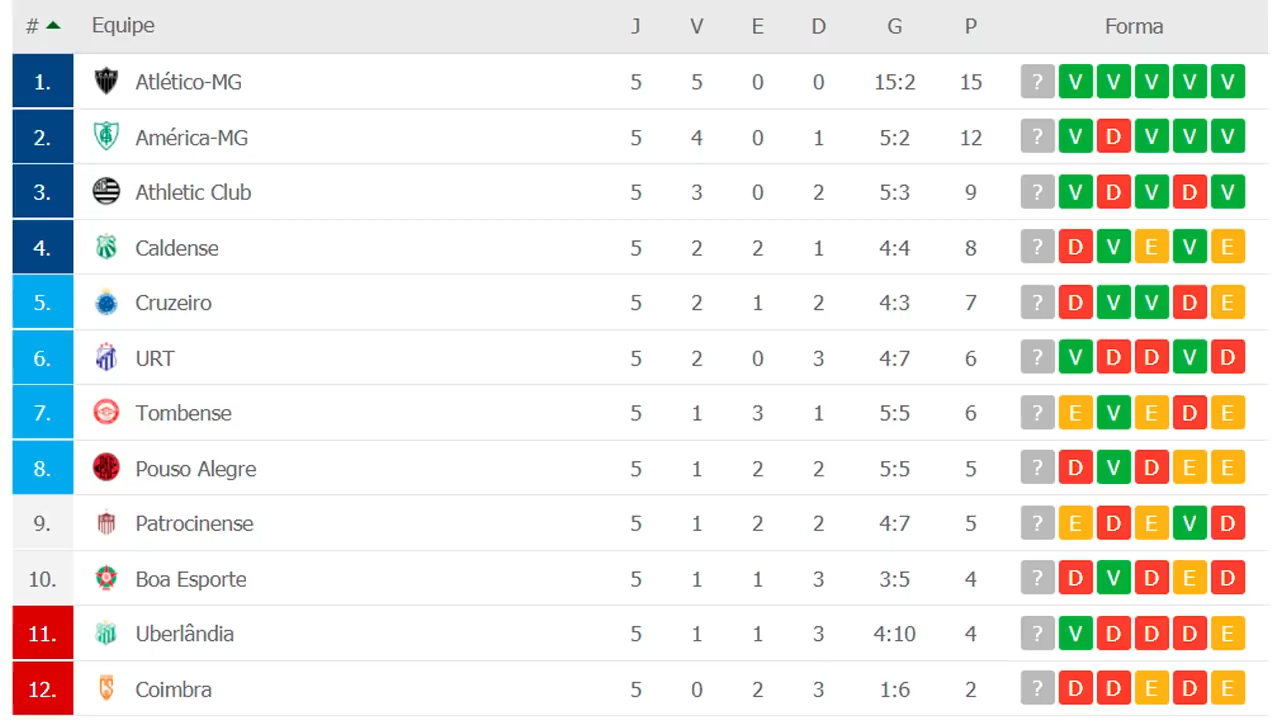 # Equipe J V E D G P Forma
1. Atlético-MG 5 5 0 0 15:2 15 ? V V V V V
2. América-MG 5 4 0 1 5:2 12 ? V D V V V
3. Athletic Club 5 3 0 2 5:3 9 ? V D V D V
4. Caldense 5 2 2 1 4:4 8 ? D V E V E
5. Cruzeiro 5 2 1 2 4:3 7 ? D V V D E
6. URT 5 2 0 3 4:7 6 ? V D D V D
7. Tombense 5 1 3 1 5:5 6 ? E V E D E
8. Pouso Alegre 5 1 2 2 5:5 5 ? D V D E E
9. Patrocinense 5 1 2 2 4:7 5 ? E D E V D
10. Boa Esporte 5 1 1 3 3:5 4 ? D V D E D
11. Uberlândia 5 1 1 3 4:10 4 ? V D D D E
12. Coimbra 5 0 2 3 1:6 2 ? D D E D E